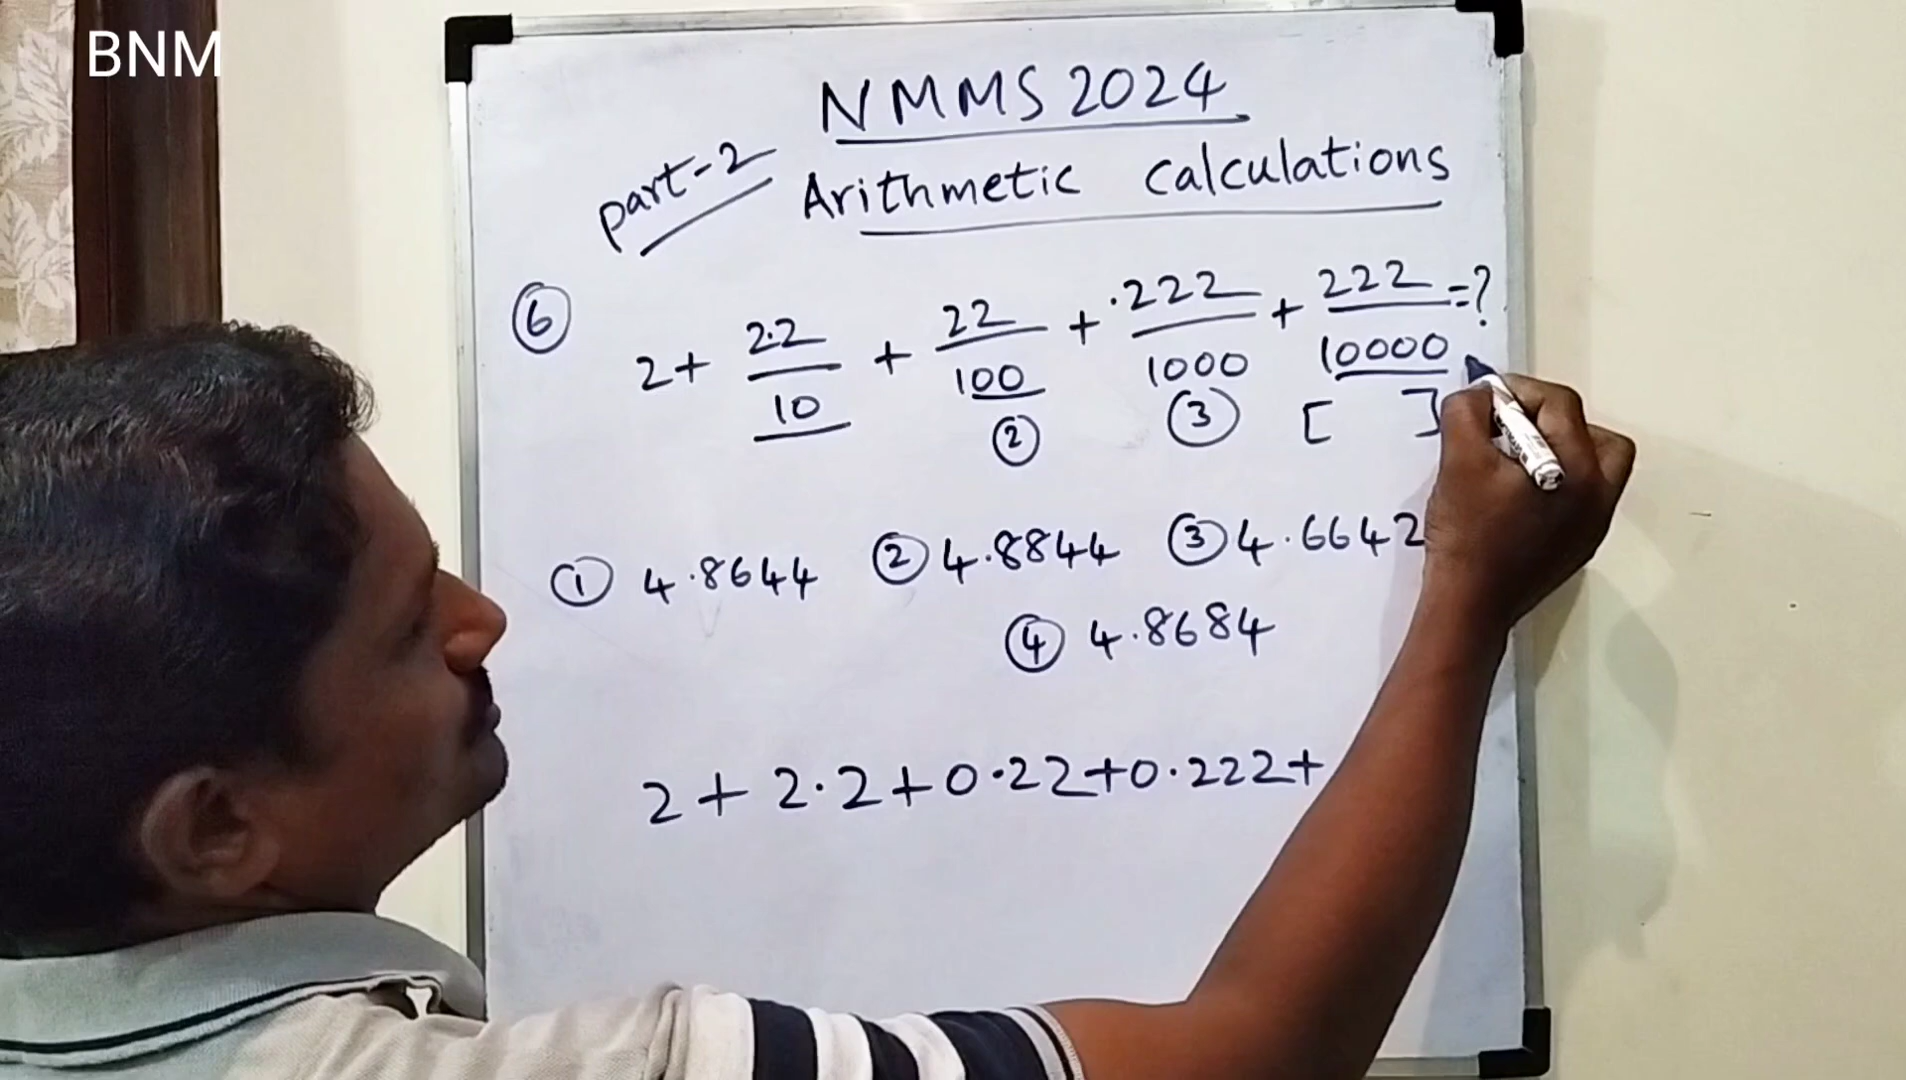 BNM
NMMS 2024
part-2 Arithmetic Calculations
⑥ 2 + 2.2/10 + 22/100 + .222/1000 + 222/10000 = ?
② ③ [ ]
① 4.8644 ② 4.8844 ③ 4.6642
④ 4.8684
2 + 2.2 + 0.22 + 0.222 +